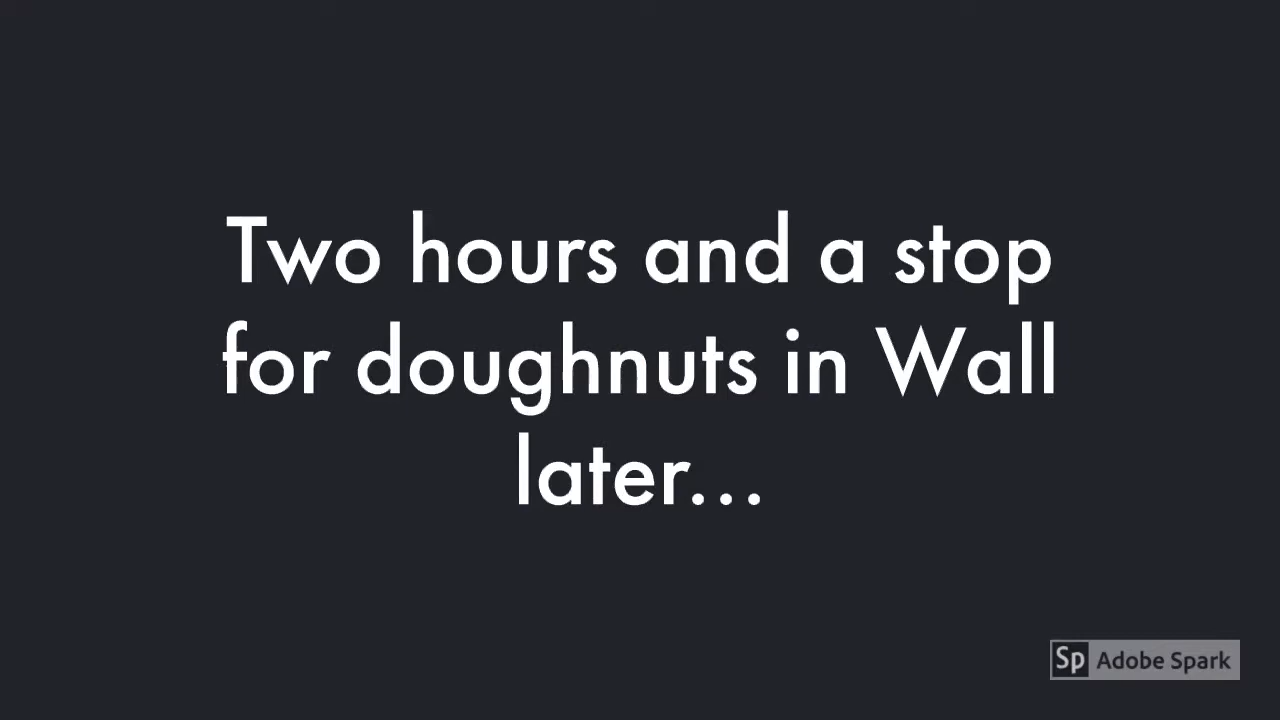 Two hours and a stop
for doughnuts in Wall
later...
Sp Adobe Spark